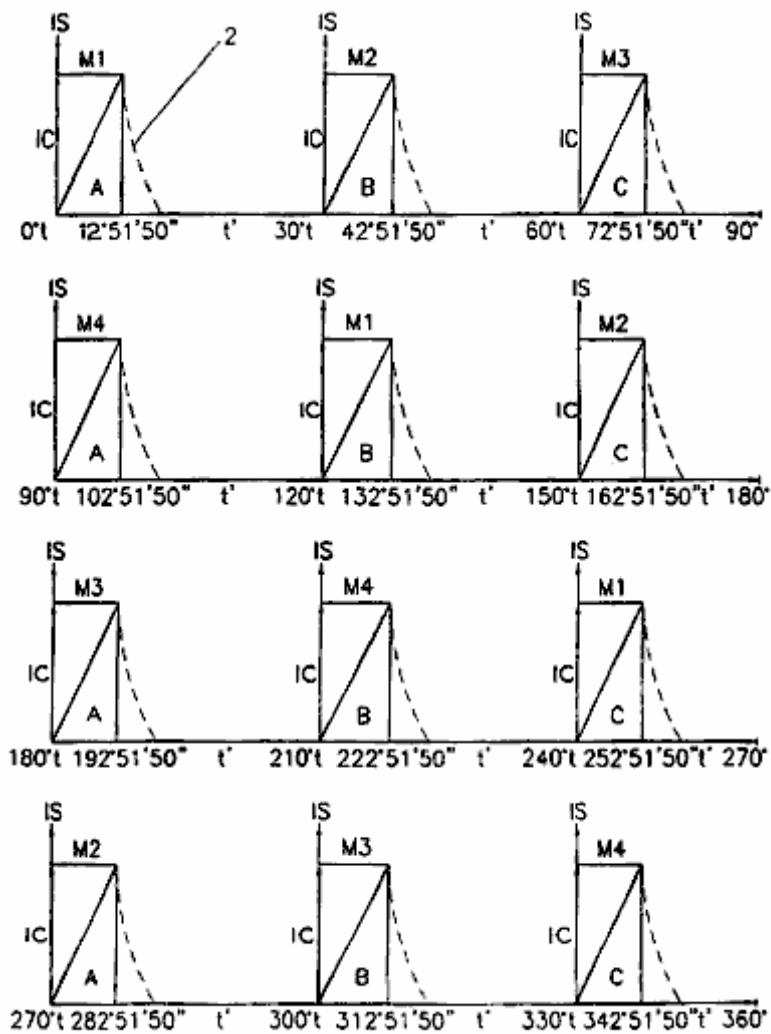 IS IS IS
M1 2 M2 M3
IC IC IC
A B C
0°t 12°51'50" t' 30°t 42°51'50" t' 60°t 72°51'50"t' 90°
IS IS IS
M4 M1 M2
IC IC IC
A B C
90°t 102°51'50" t' 120°t 132°51'50" t' 150°t 162°51'50"t' 180°
IS IS IS
M3 M4 M1
IC IC IC
A B C
180°t 192°51'50" t' 210°t 222°51'50" t' 240°t 252°51'50"t' 270°
IS IS IS
M2 M3 M4
IC IC IC
A B C
270°t 282°51'50" t' 300°t 312°51'50" t' 330°t 342°51'50"t' 360°